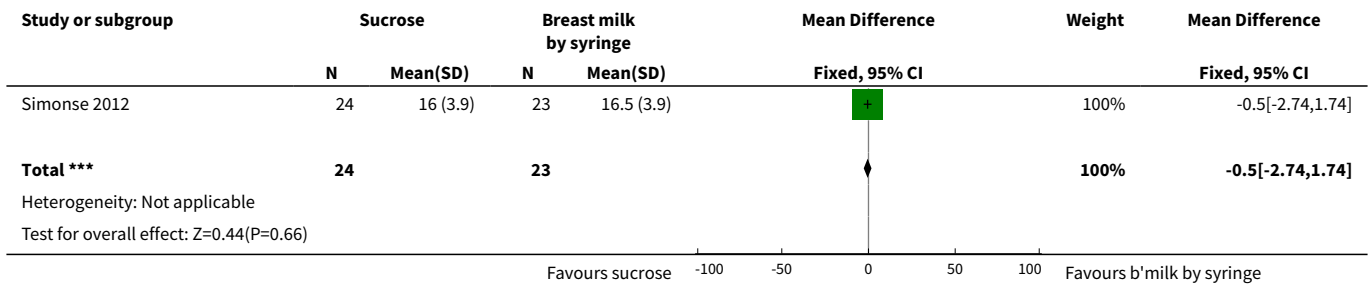 Study or subgroup Sucrose Breast milk by syringe Mean Difference Weight Mean Difference
N Mean(SD) N Mean(SD) Fixed, 95% CI Fixed, 95% CI
Simonse 2012 24 16 (3.9) 23 16.5 (3.9) 100% -0.5[-2.74,1.74]
Total *** 24 23 100% -0.5[-2.74,1.74]
Heterogeneity: Not applicable
Test for overall effect: Z=0.44(P=0.66)
Favours sucrose -100 -50 0 50 100 Favours b'milk by syringe